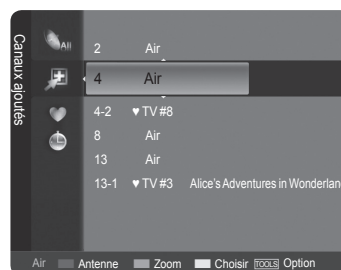 Canaux ajoutés
All
2 Air
4 Air
4-2 ♥ TV #8
8 Air
13 Air
13-1 ♥ TV #3 Alice's Adventures in Wonderlan
Air Antenne Zoom Choisir TOOLS Option